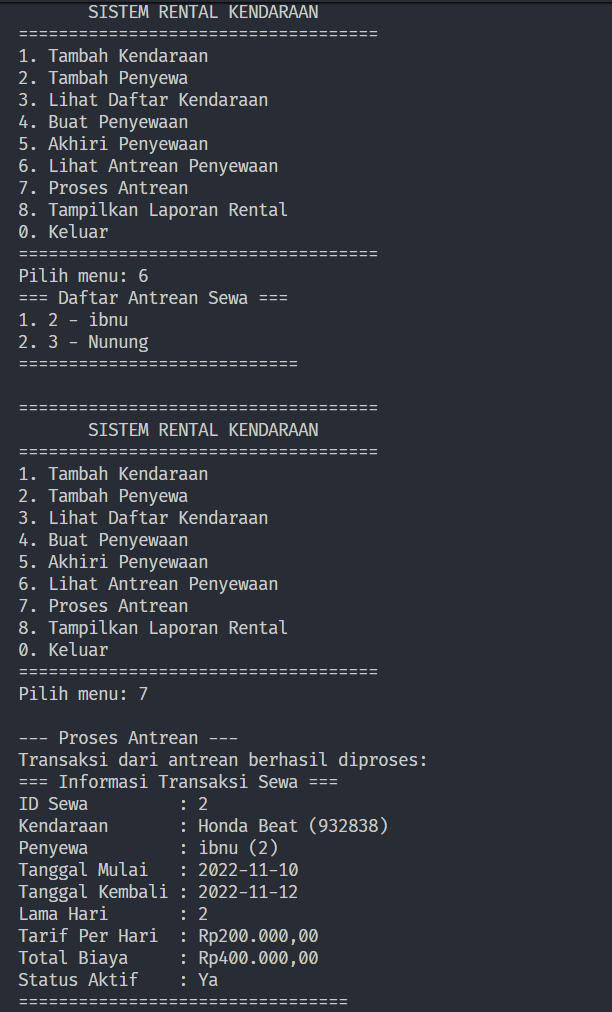 SISTEM RENTAL KENDARAAN
====================================
1. Tambah Kendaraan
2. Tambah Penyewa
3. Lihat Daftar Kendaraan
4. Buat Penyewaan
5. Akhiri Penyewaan
6. Lihat Antrean Penyewaan
7. Proses Antrean
8. Tampilkan Laporan Rental
0. Keluar
====================================
Pilih menu: 6
=== Daftar Antrean Sewa ===
1. 2 - ibnu
2. 3 - Nunung
============================
====================================
SISTEM RENTAL KENDARAAN
====================================
1. Tambah Kendaraan
2. Tambah Penyewa
3. Lihat Daftar Kendaraan
4. Buat Penyewaan
5. Akhiri Penyewaan
6. Lihat Antrean Penyewaan
7. Proses Antrean
8. Tampilkan Laporan Rental
0. Keluar
====================================
Pilih menu: 7
--- Proses Antrean ---
Transaksi dari antrean berhasil diproses:
=== Informasi Transaksi Sewa ===
ID Sewa         : 2
Kendaraan       : Honda Beat (932838)
Penyewa         : ibnu (2)
Tanggal Mulai   : 2022-11-10
Tanggal Kembali : 2022-11-12
Lama Hari       : 2
Tarif Per Hari  : Rp200.000,00
Total Biaya     : Rp400.000,00
Status Aktif    : Ya
=================================